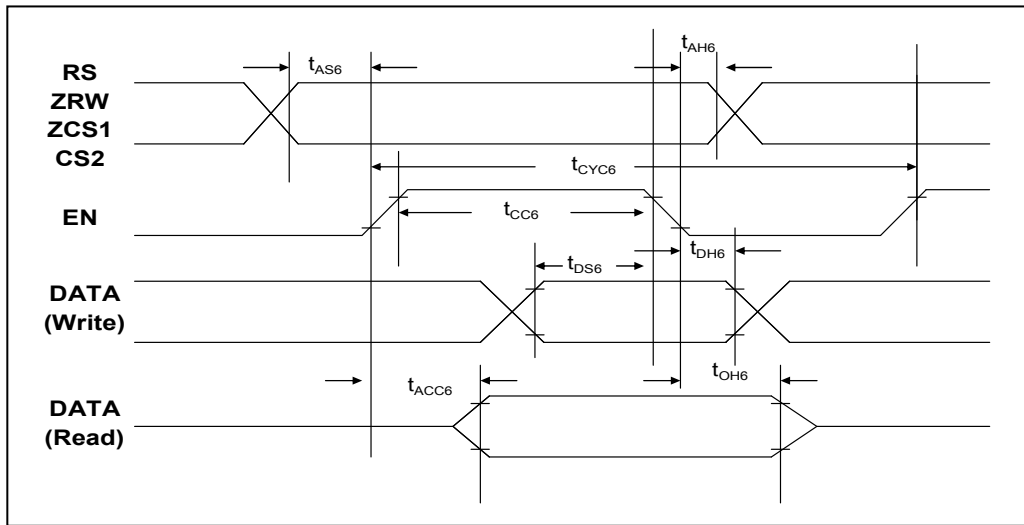 RS
ZRW
ZCS1
CS2
tAS6
tAH6
tCYC6
EN
tCC6
tDH6
tDS6
DATA
(Write)
tACC6
tOH6
DATA
(Read)